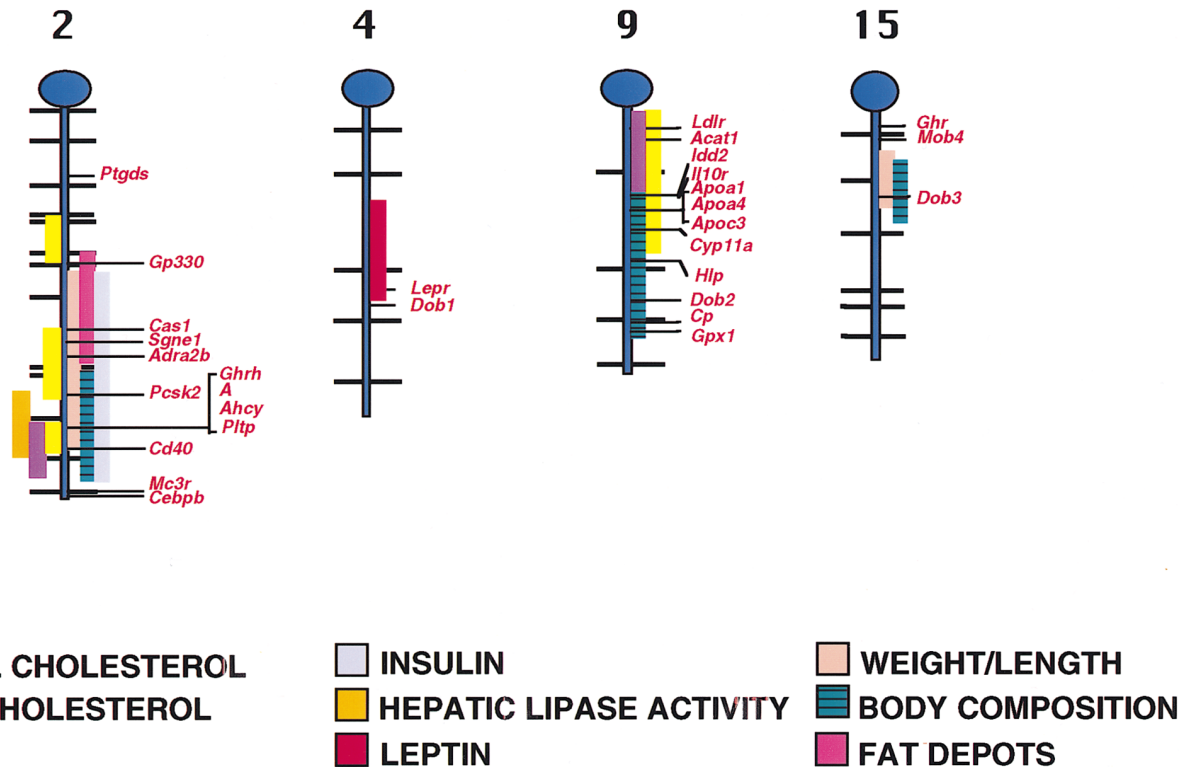 2 4 9 15
Ptgds
Gp330
Cas1
Sgne1
Adra2b
Pcsk2
Ghrh
A
Ahcy
Pltp
Cd40
Mc3r
Cebpb
Lepr
Dob1
Ldlr
Acat1
Idd2
Il10r
Apoa1
Apoa4
Apoc3
Cyp11a
Hlp
Dob2
Cp
Gpx1
Ghr
Mob4
Dob3
CHOLESTEROL
HOLESTEROL
INSULIN
HEPATIC LIPASE ACTIVITY
LEPTIN
WEIGHT/LENGTH
BODY COMPOSITION
FAT DEPOTS